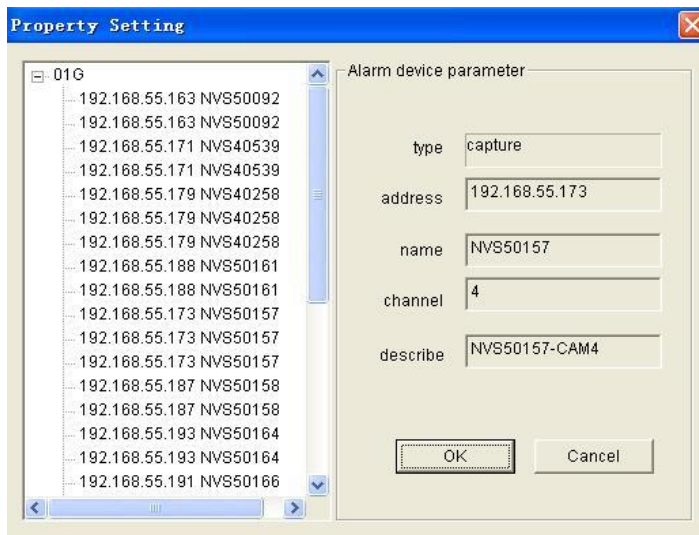 Property Setting
01G
192.168.55.163 NVS50092
192.168.55.163 NVS50092
192.168.55.171 NVS40539
192.168.55.171 NVS40539
192.168.55.179 NVS40258
192.168.55.179 NVS40258
192.168.55.179 NVS40258
192.168.55.188 NVS50161
192.168.55.188 NVS50161
192.168.55.173 NVS50157
192.168.55.173 NVS50157
192.168.55.173 NVS50157
192.168.55.187 NVS50158
192.168.55.187 NVS50158
192.168.55.193 NVS50164
192.168.55.193 NVS50164
192.168.55.191 NVS50166
Alarm device parameter
type capture
address 192.168.55.173
name NVS50157
channel 4
describe NVS50157-CAM4
OK Cancel